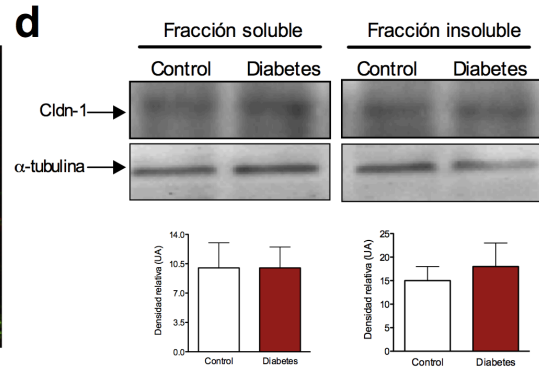 d
Fracción soluble
Fracción insoluble
Control Diabetes
Control Diabetes
Cldn-1
α-tubulina
Densidad relativa (UA)
14.0
10.5
7.0
3.5
0.0
Control
Diabetes
Densidad relativa (UA)
25
20
15
10
5
0
Control
Diabetes